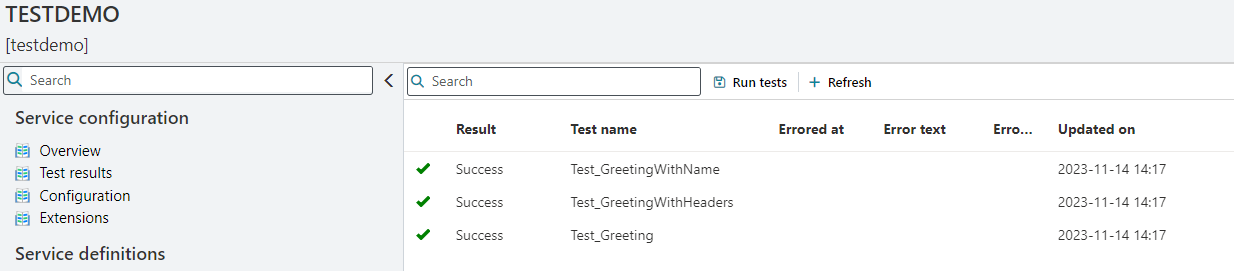 TESTDEMO
[testdemo]
Search
Service configuration
Overview
Test results
Configuration
Extensions
Service definitions
Search Run tests + Refresh
Result Test name Errored at Error text Erro... Updated on
Success Test_GreetingWithName 2023-11-14 14:17
Success Test_GreetingWithHeaders 2023-11-14 14:17
Success Test_Greeting 2023-11-14 14:17